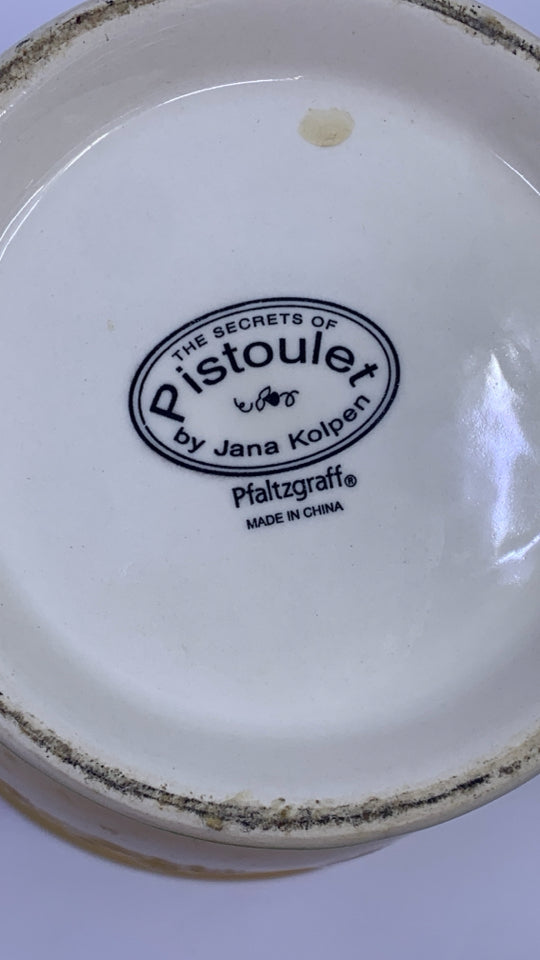 THE SECRETS OF
Pistoulet
by Jana Kolpen
Pfaltzgraff®
MADE IN CHINA